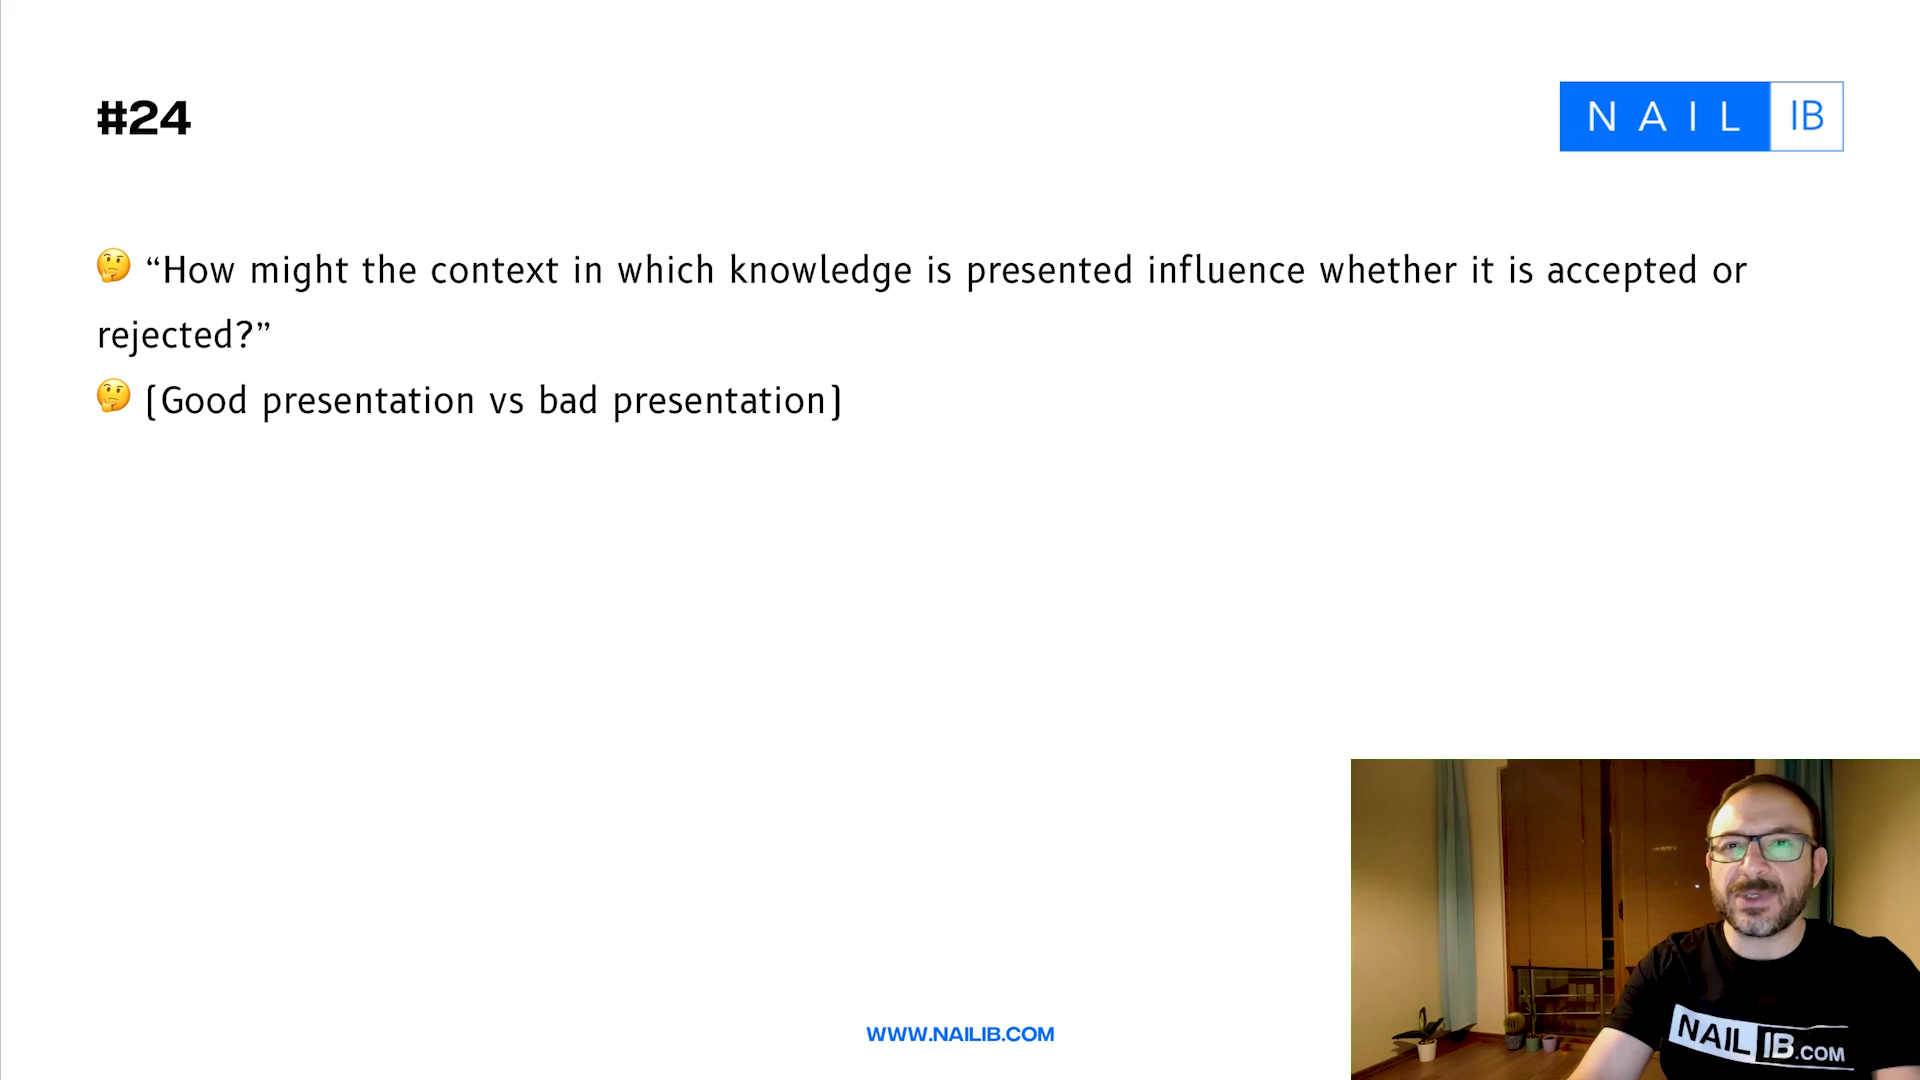 #24
NAIL IB
🤔 “How might the context in which knowledge is presented influence whether it is accepted or
rejected?”
🤔 (Good presentation vs bad presentation)
NAIL IB.COM
WWW.NAILIB.COM